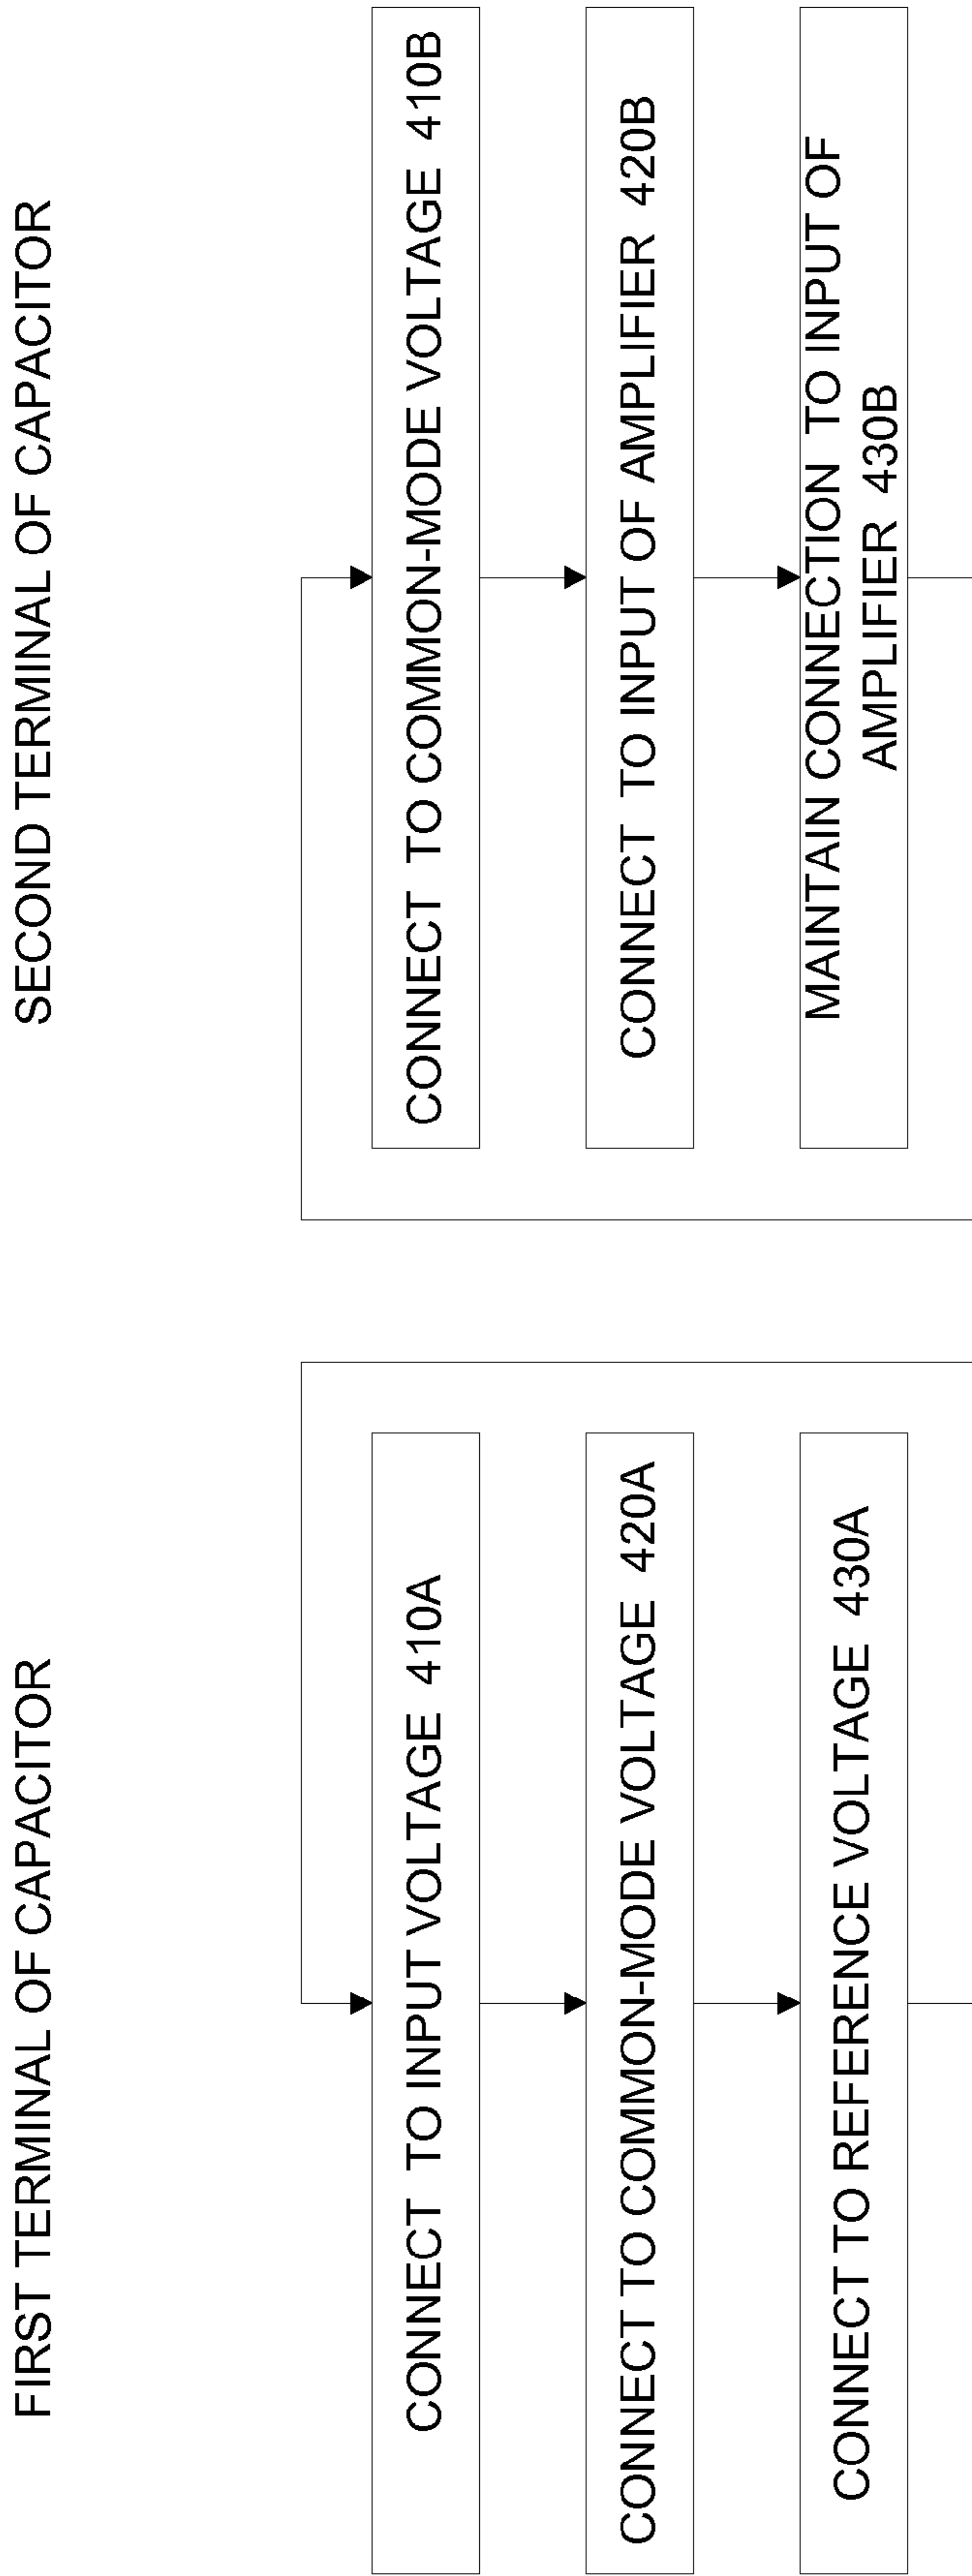 FIRST TERMINAL OF CAPACITOR
CONNECT TO INPUT VOLTAGE 410A
CONNECT TO COMMON-MODE VOLTAGE 420A
CONNECT TO REFERENCE VOLTAGE 430A
SECOND TERMINAL OF CAPACITOR
CONNECT TO COMMON-MODE VOLTAGE 410B
CONNECT TO INPUT OF AMPLIFIER 420B
MAINTAIN CONNECTION TO INPUT OF
AMPLIFIER 430B